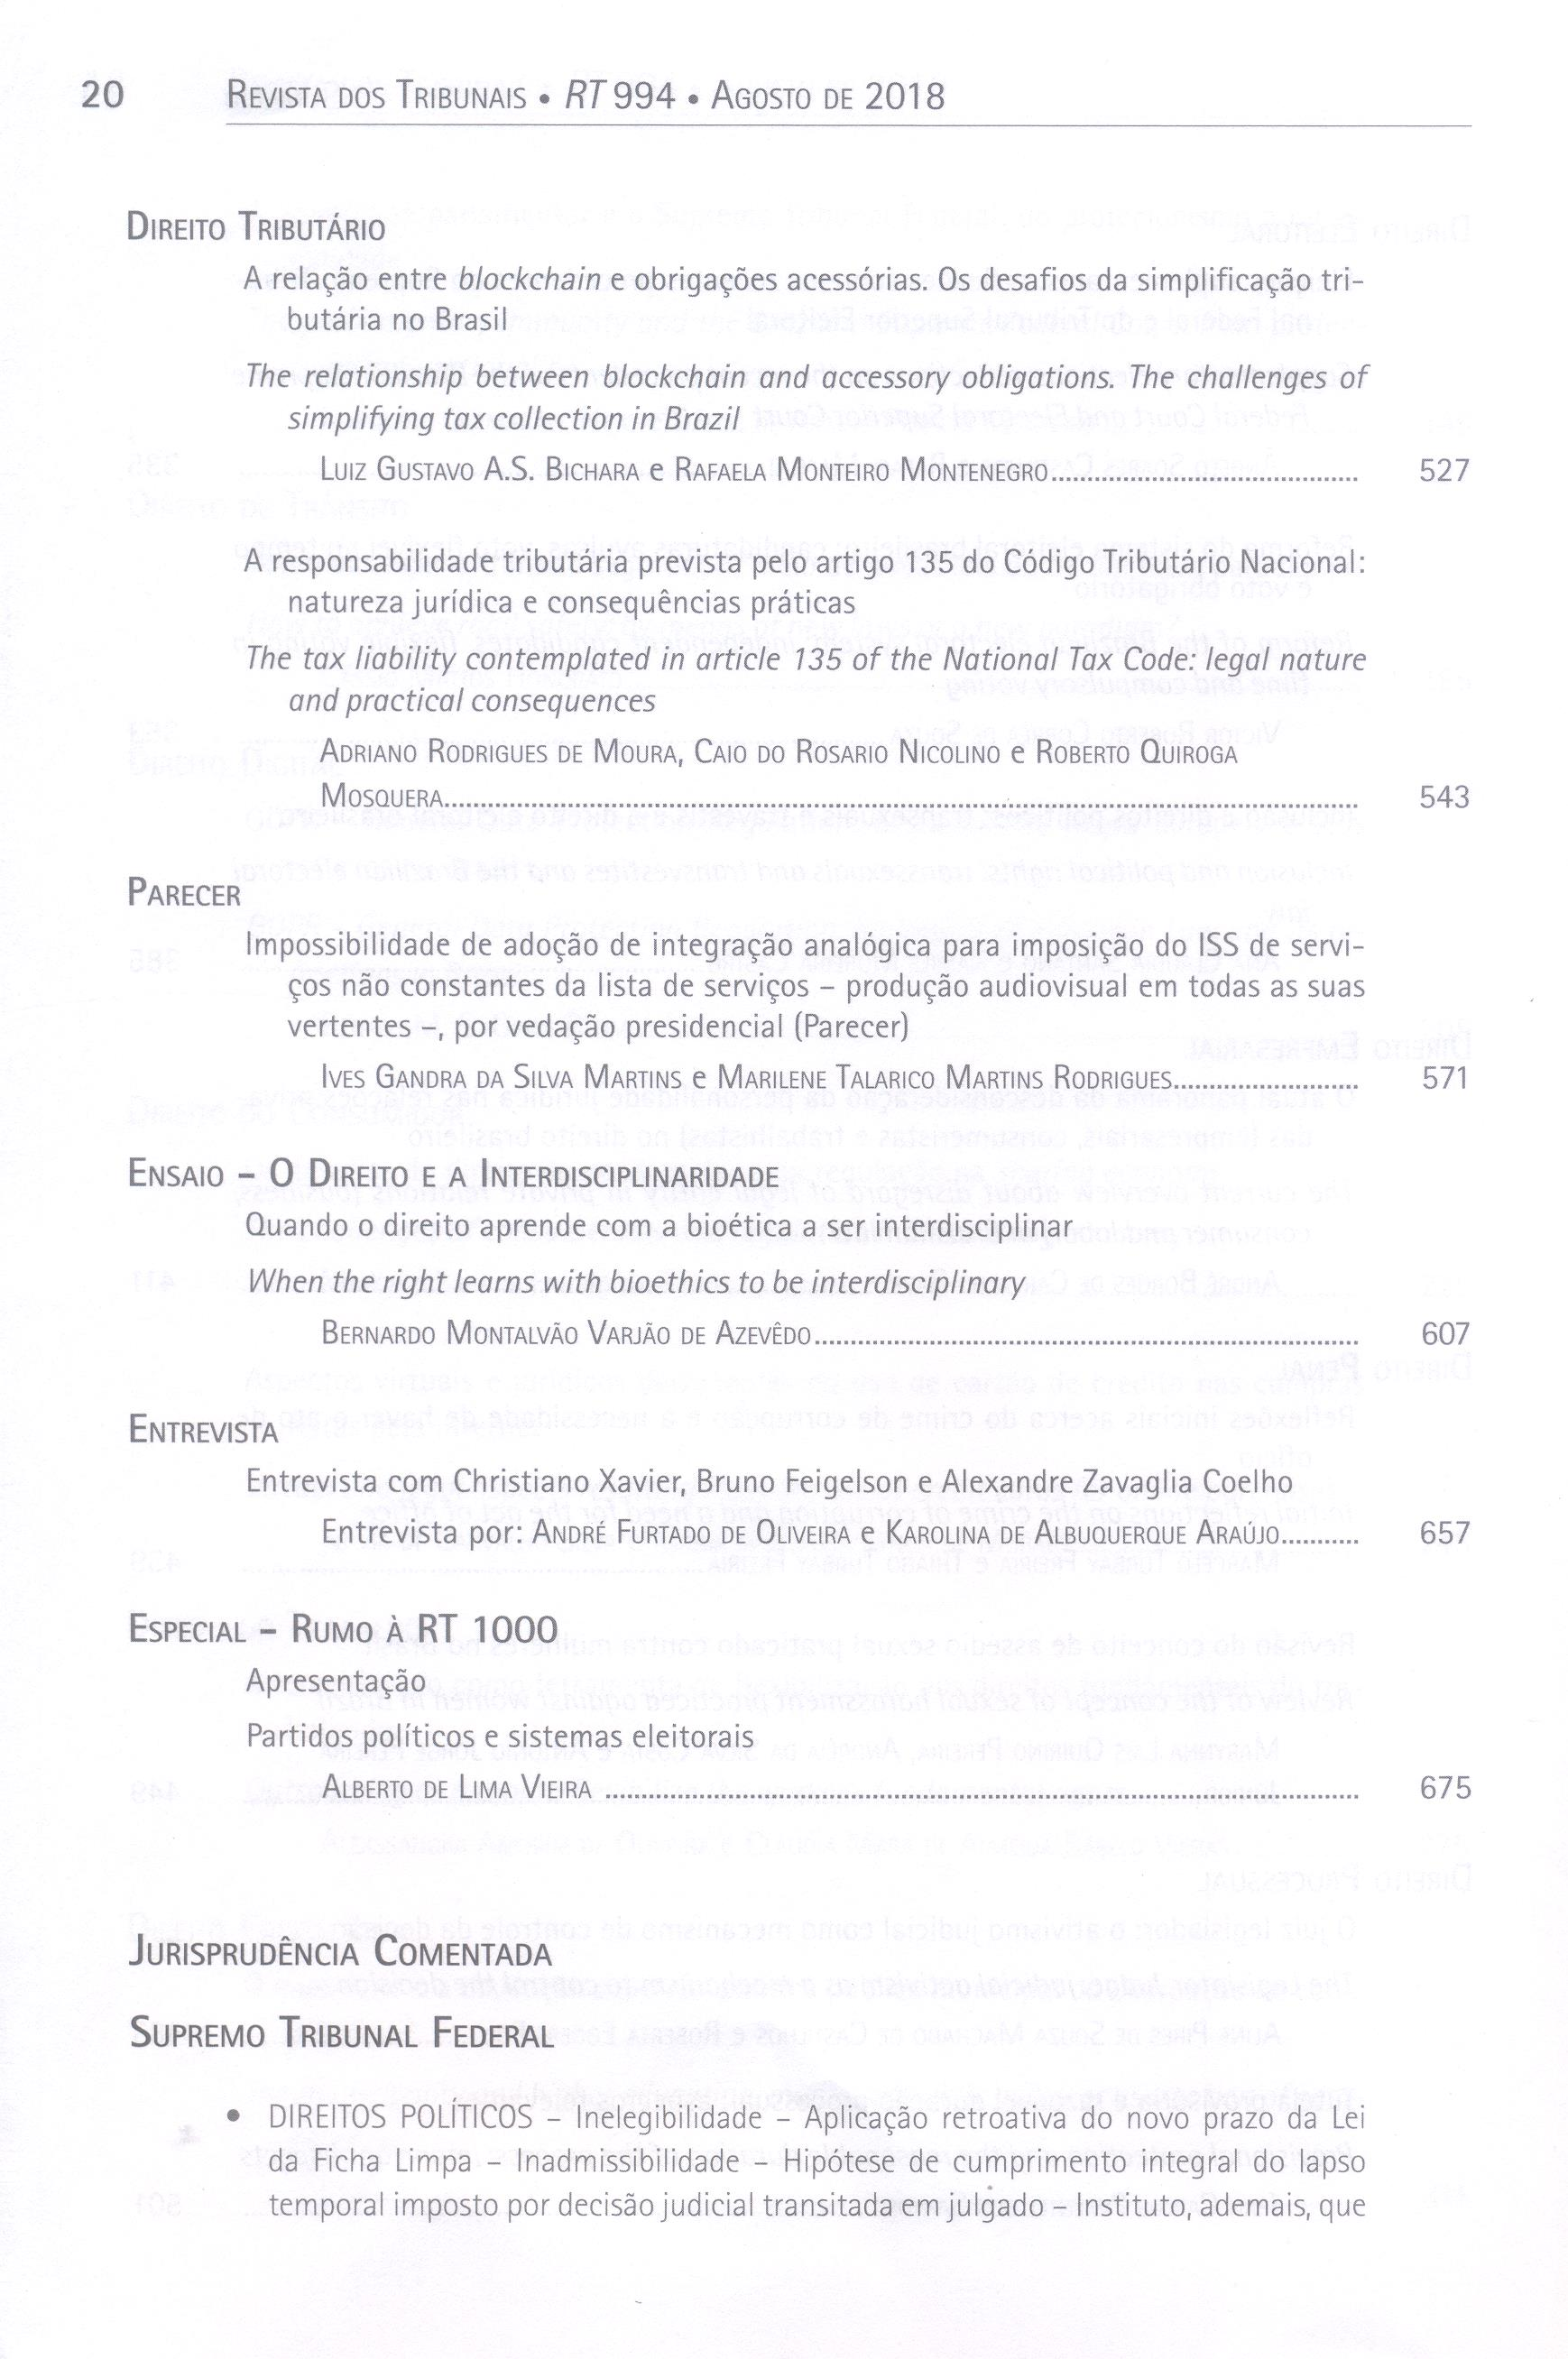 20 REVISTA DOS TRIBUNAIS • RT 994 • AGOSTO DE 2018
DIREITO TRIBUTÁRIO
A relação entre blockchain e obrigações acessórias. Os desafios da simplificação tri-
butária no Brasil
The relationship between blockchain and accessory obligations. The challenges of
simplifying tax collection in Brazil
LUIZ GUSTAVO A.S. BICHARA e RAFAELA MONTEIRO MONTENEGRO........................................... 527
A responsabilidade tributária prevista pelo artigo 135 do Código Tributário Nacional:
natureza jurídica e consequências práticas
The tax liability contemplated in article 135 of the National Tax Code: legal nature
and practical consequences
ADRIANO RODRIGUES DE MOURA, CAIO DO ROSARIO NICOLINO e ROBERTO QUIROGA
MOSQUERA................................................................................................................................ 543
PARECER
Impossibilidade de adoção de integração analógica para imposição do ISS de servi-
ços não constantes da lista de serviços – produção audiovisual em todas as suas
vertentes –, por vedação presidencial (Parecer)
IVES GANDRA DA SILVA MARTINS e MARILENE TALARICO MARTINS RODRIGUES.......................... 571
ENSAIO – O DIREITO E A INTERDISCIPLINARIDADE
Quando o direito aprende com a bioética a ser interdisciplinar
When the right learns with bioethics to be interdisciplinary
BERNARDO MONTALVÃO VARJÃO DE AZEVÊDO............................................................................ 607
ENTREVISTA
Entrevista com Christiano Xavier, Bruno Feigelson e Alexandre Zavaglia Coelho
Entrevista por: ANDRÉ FURTADO DE OLIVEIRA e KAROLINA DE ALBUQUERQUE ARAÚJO........... 657
ESPECIAL – RUMO À RT 1000
Apresentação
Partidos políticos e sistemas eleitorais
ALBERTO DE LIMA VIEIRA ......................................................................................................... 675
JURISPRUDÊNCIA COMENTADA
SUPREMO TRIBUNAL FEDERAL
• DIREITOS POLÍTICOS – Inelegibilidade – Aplicação retroativa do novo prazo da Lei
da Ficha Limpa – Inadmissibilidade – Hipótese de cumprimento integral do lapso
temporal imposto por decisão judicial transitada em julgado – Instituto, ademais, que